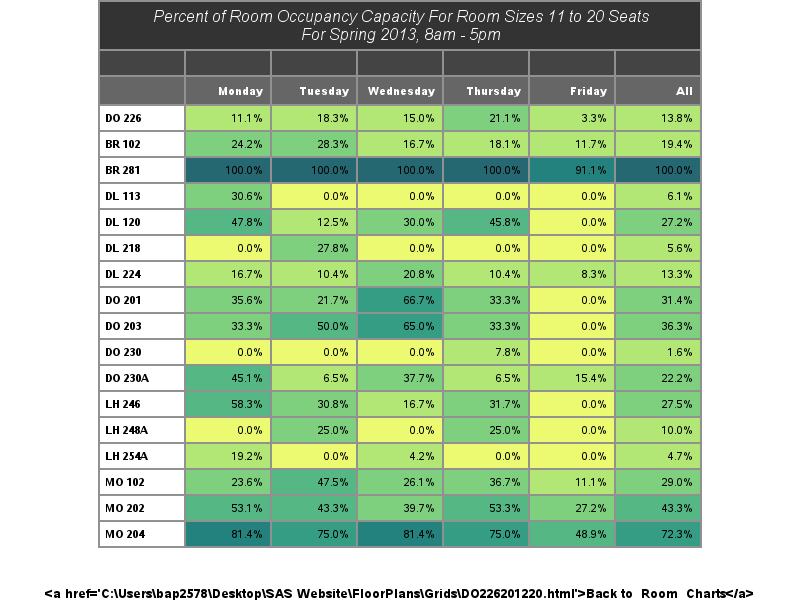 Percent of Room Occupancy Capacity For Room Sizes 11 to 20 Seats
For Spring 2013, 8am - 5pm
Monday Tuesday Wednesday Thursday Friday All
DO 226 11.1% 18.3% 15.0% 21.1% 3.3% 13.8%
BR 102 24.2% 28.3% 16.7% 18.1% 11.7% 19.4%
BR 281 100.0% 100.0% 100.0% 100.0% 91.1% 100.0%
DL 113 30.6% 0.0% 0.0% 0.0% 0.0% 6.1%
DL 120 47.8% 12.5% 30.0% 45.8% 0.0% 27.2%
DL 218 0.0% 27.8% 0.0% 0.0% 0.0% 5.6%
DL 224 16.7% 10.4% 20.8% 10.4% 8.3% 13.3%
DO 201 35.6% 21.7% 66.7% 33.3% 0.0% 31.4%
DO 203 33.3% 50.0% 65.0% 33.3% 0.0% 36.3%
DO 230 0.0% 0.0% 0.0% 7.8% 0.0% 1.6%
DO 230A 45.1% 6.5% 37.7% 6.5% 15.4% 22.2%
LH 246 58.3% 30.8% 16.7% 31.7% 0.0% 27.5%
LH 248A 0.0% 25.0% 0.0% 25.0% 0.0% 10.0%
LH 254A 19.2% 0.0% 4.2% 0.0% 0.0% 4.7%
MO 102 23.6% 47.5% 26.1% 36.7% 11.1% 29.0%
MO 202 53.1% 43.3% 39.7% 53.3% 27.2% 43.3%
MO 204 81.4% 75.0% 81.4% 75.0% 48.9% 72.3%
<a href='C:\Users\bap2578\Desktop\SAS Website\FloorPlans\Grids\DO226201220.html'>Back to Room Charts</a>